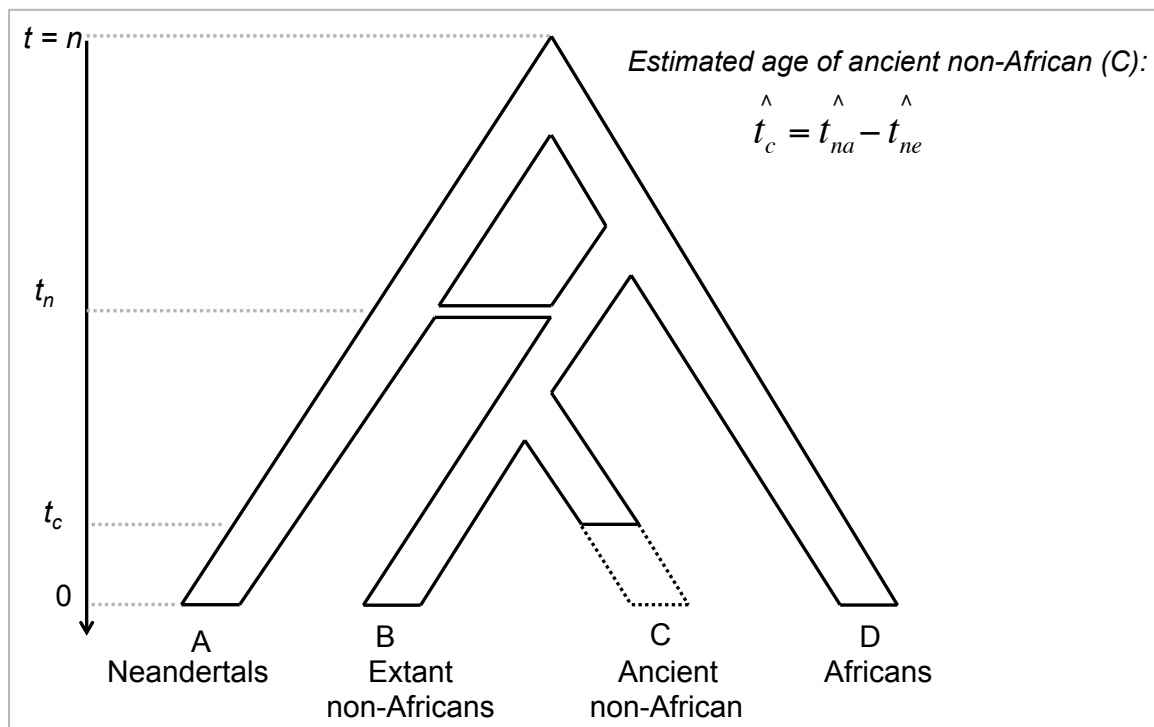 t = n
Estimated age of ancient non-African (C):
t̂c = t̂na − t̂ne
tn
tc
0
A
B
C
D
Neandertals
Extant
non-Africans
Ancient
non-African
Africans